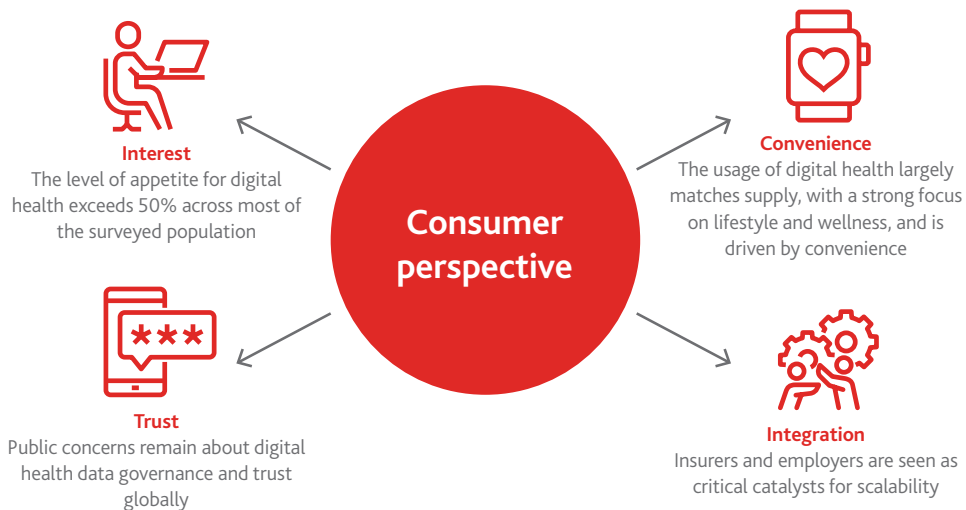 Interest
The level of appetite for digital
health exceeds 50% across most of
the surveyed population
Convenience
The usage of digital health largely
matches supply, with a strong focus
on lifestyle and wellness, and is
driven by convenience
Consumer
perspective
***
Trust
Public concerns remain about digital
health data governance and trust
globally
Integration
Insurers and employers are seen as
critical catalysts for scalability